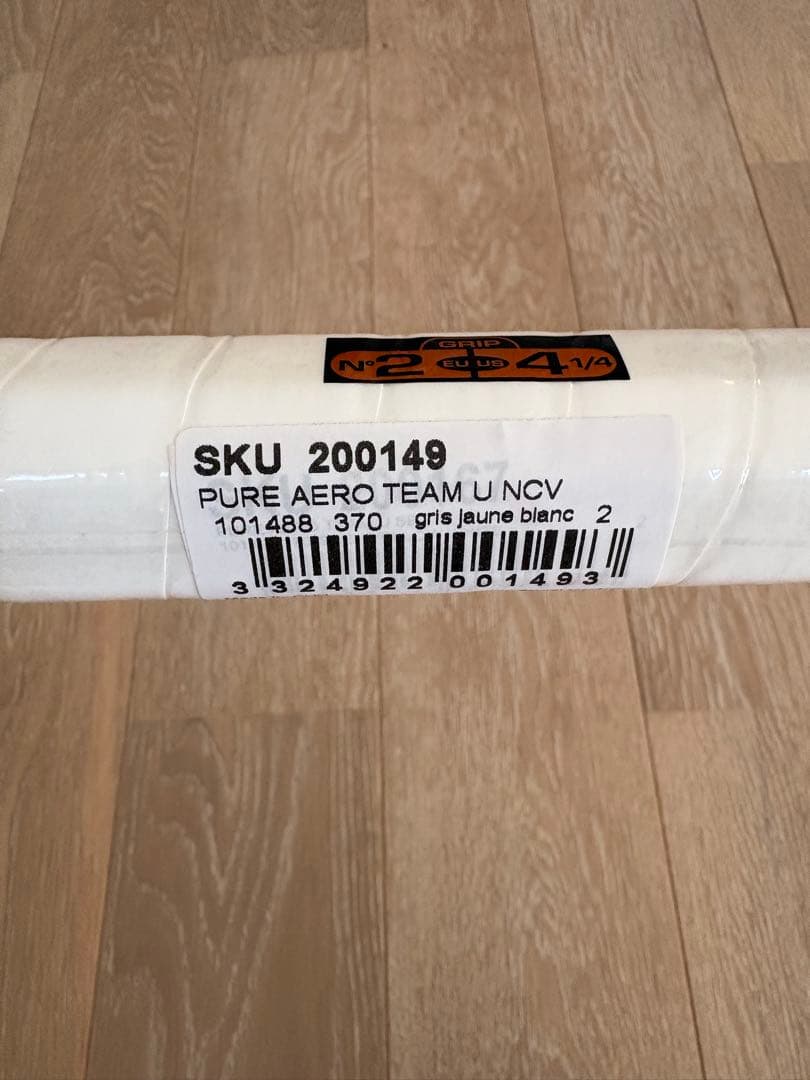 GRIP
N°2 EU US 4 1/4
SKU 200149
PURE AERO TEAM U NCV
101488 370 gris jaune blanc 2
3 324922 001493